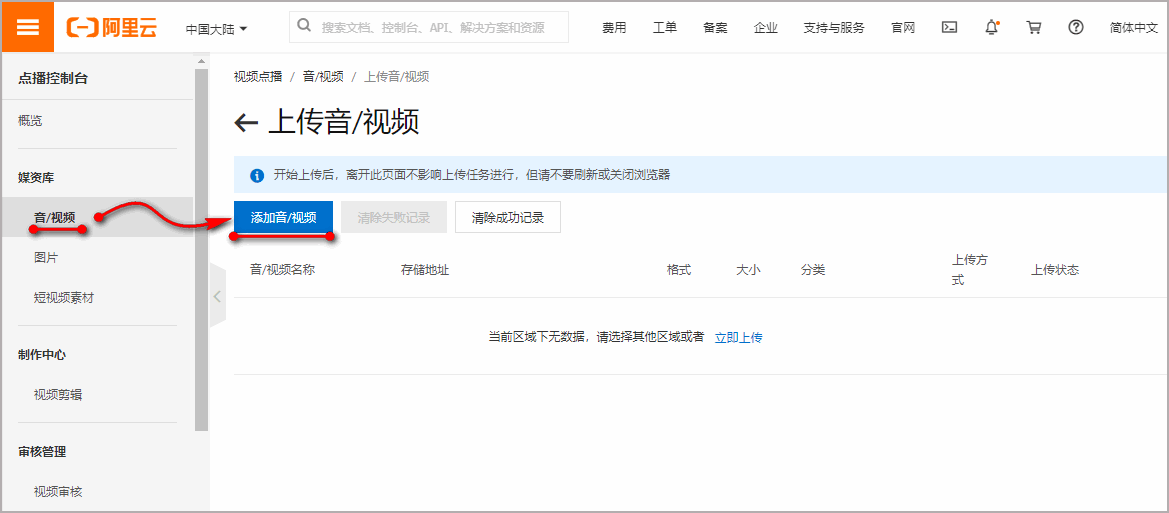 阿里云
中国大陆
搜索文档、控制台、API、解决方案和资源
费用
工单
备案
企业
支持与服务
官网
简体中文
点播控制台
概览
媒资库
音/视频
图片
短视频素材
制作中心
视频剪辑
审核管理
视频审核
视频点播 / 音/视频 / 上传音/视频
上传音/视频
开始上传后，离开此页面不影响上传任务进行，但请不要刷新或关闭浏览器
添加音/视频
清除失败记录
清除成功记录
音/视频名称
存储地址
格式
大小
分类
上传方
式
上传状态
当前区域下无数据，请选择其他区域或者 立即上传